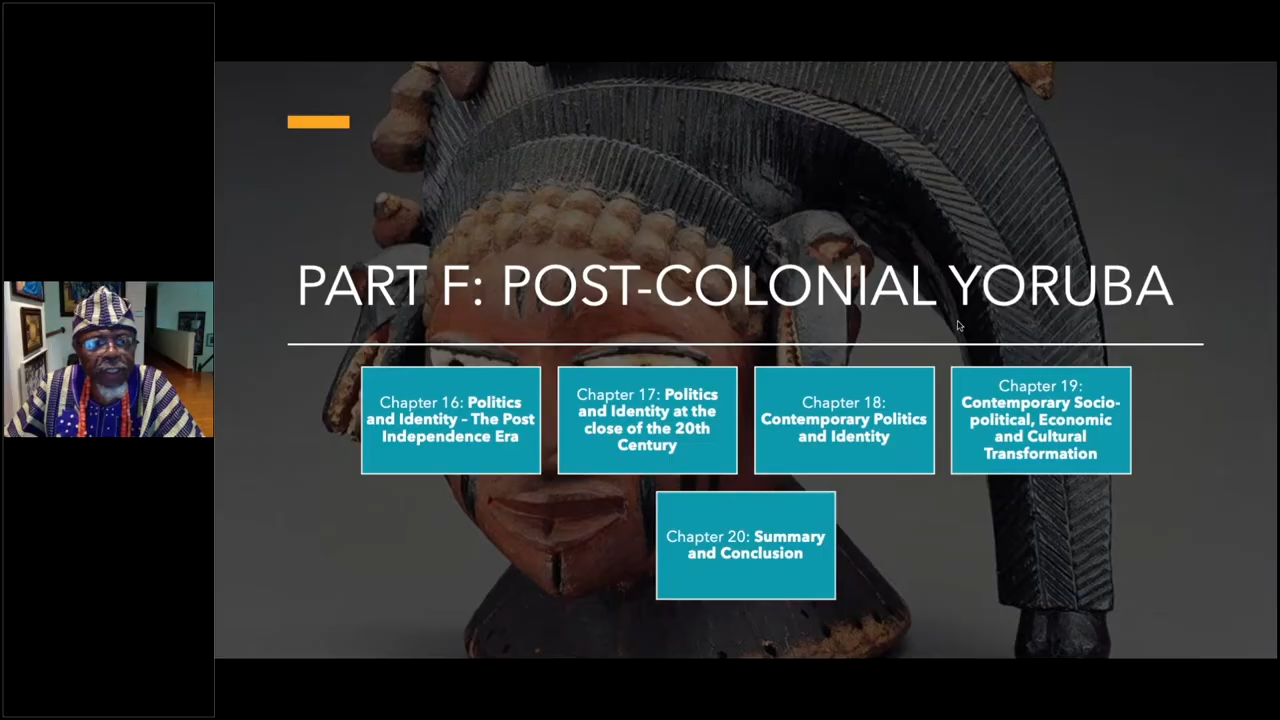 PART F: POST-COLONIAL YORUBA
Chapter 16: Politics
and Identity – The Post
Independence Era
Chapter 17: Politics
and Identity at the
close of the 20th
Century
Chapter 18:
Contemporary Politics
and Identity
Chapter 19:
Contemporary Socio-
political, Economic
and Cultural
Transformation
Chapter 20: Summary
and Conclusion